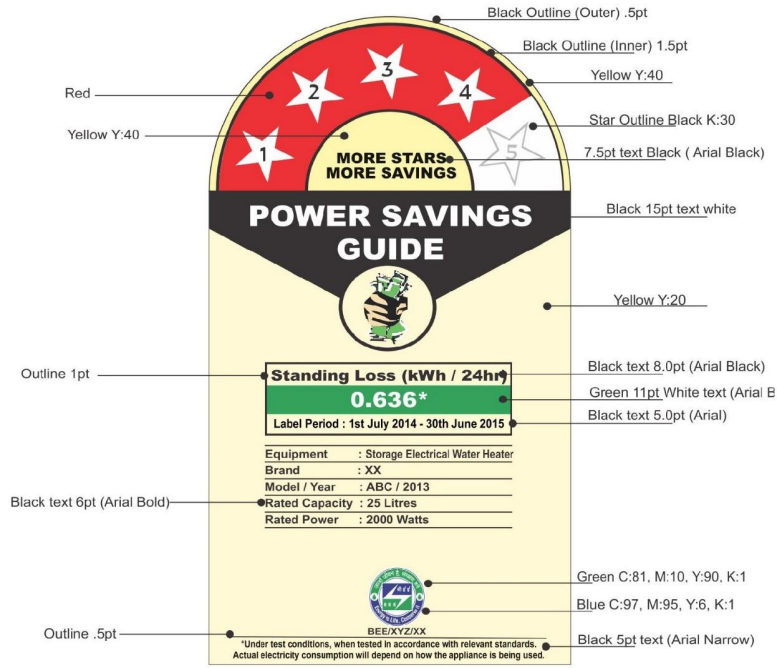 Black Outline (Outer) .5pt
Black Outline (Inner) 1.5pt
Yellow Y:40
Red
Star Outline Black K:30
Yellow Y:40
7.5pt text Black ( Arial Black)
1
2
3
4
5
MORE STARS
MORE SAVINGS
POWER SAVINGS
GUIDE
Black 15pt text white
Yellow Y:20
Outline 1pt
Standing Loss (kWh / 24hr)
Black text 8.0pt (Arial Black)
0.636*
Green 11pt White text (Arial B
Label Period : 1st July 2014 - 30th June 2015
Black text 5.0pt (Arial)
Equipment : Storage Electrical Water Heater
Brand : XX
Model / Year : ABC / 2013
Black text 6pt (Arial Bold)
Rated Capacity : 25 Litres
Rated Power : 2000 Watts
Green C:81, M:10, Y:90, K:1
Blue C:97, M:95, Y:6, K:1
BEE/XYZ/XX
Outline .5pt
*Under test conditions, when tested in accordance with relevant standards.
Actual electricity consumption will depend on how the appliance is being used.
Black 5pt text (Arial Narrow)